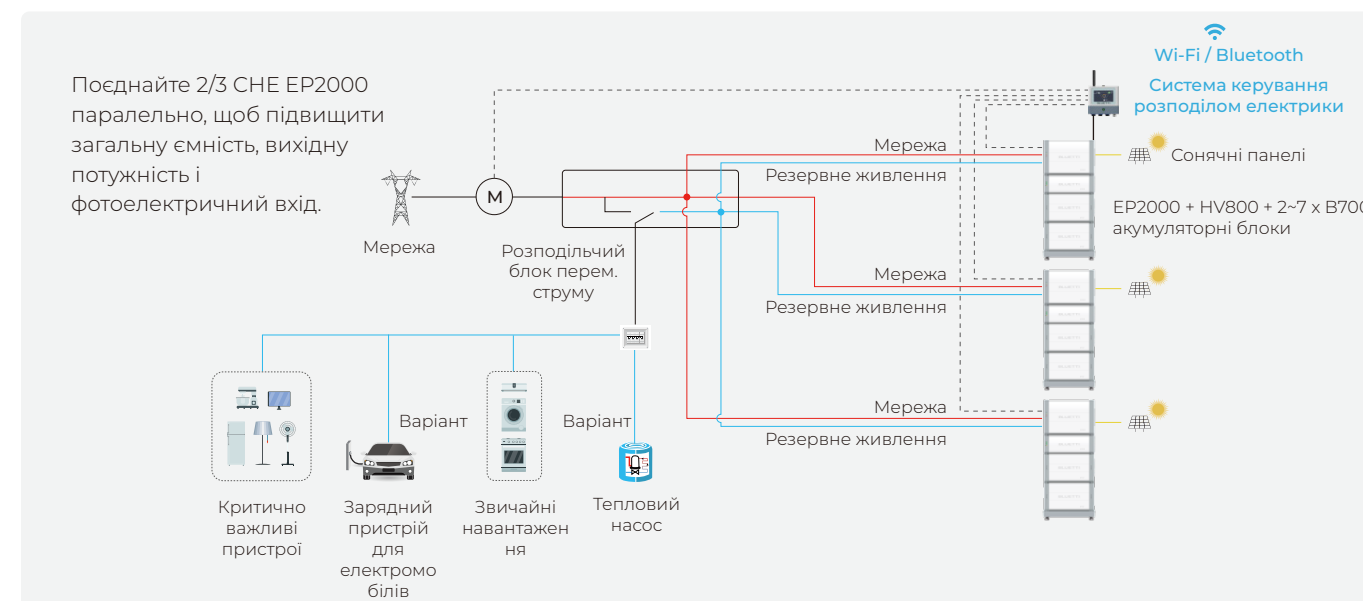 Wi-Fi / Bluetooth
Система керування
розподілом електрики
Поєднайте 2/3 СНЕ EP2000
паралельно, щоб підвищити
загальну ємність, вихідну
потужність і
фотоелектричний вхід.
Мережа
Резервне живлення
Сонячні панелі
EP2000 + HV800 + 2~7 x B700
акумуляторні блоки
M
Мережа
Розподільчий
блок перем.
струму
Мережа
Резервне живлення
Мережа
Резервне живлення
Варіант
Варіант
Критично
важливі
пристрої
Зарядний
пристрій
для
електромо
білів
Звичайні
навантажен
ня
Тепловий
насос